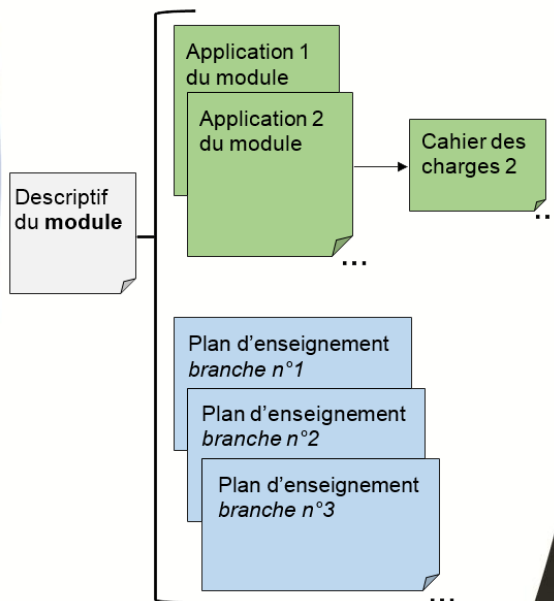 Application 1
du module
Application 2
du module
...
Cahier des
charges 2
..
Descriptif
du module
Plan d’enseignement
branche n°1
Plan d’enseignement
branche n°2
Plan d’enseignement
branche n°3
...